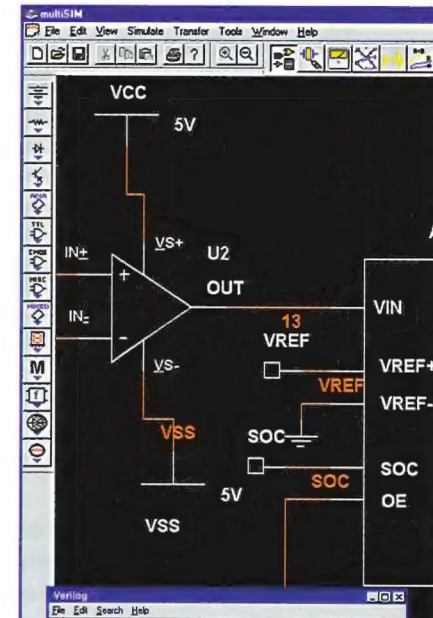 multiSIM
File Edit View Simulate Transfer Tools Window Help
VCC
5V
VS+
U2
IN+
+
OUT
13
VIN
IN-
-
VREF
VS-
VREF
VREF+
VREF-
VSS
SOC
SOC
SOC
5V
OE
VSS
M
Verilog
File Edit Search Help